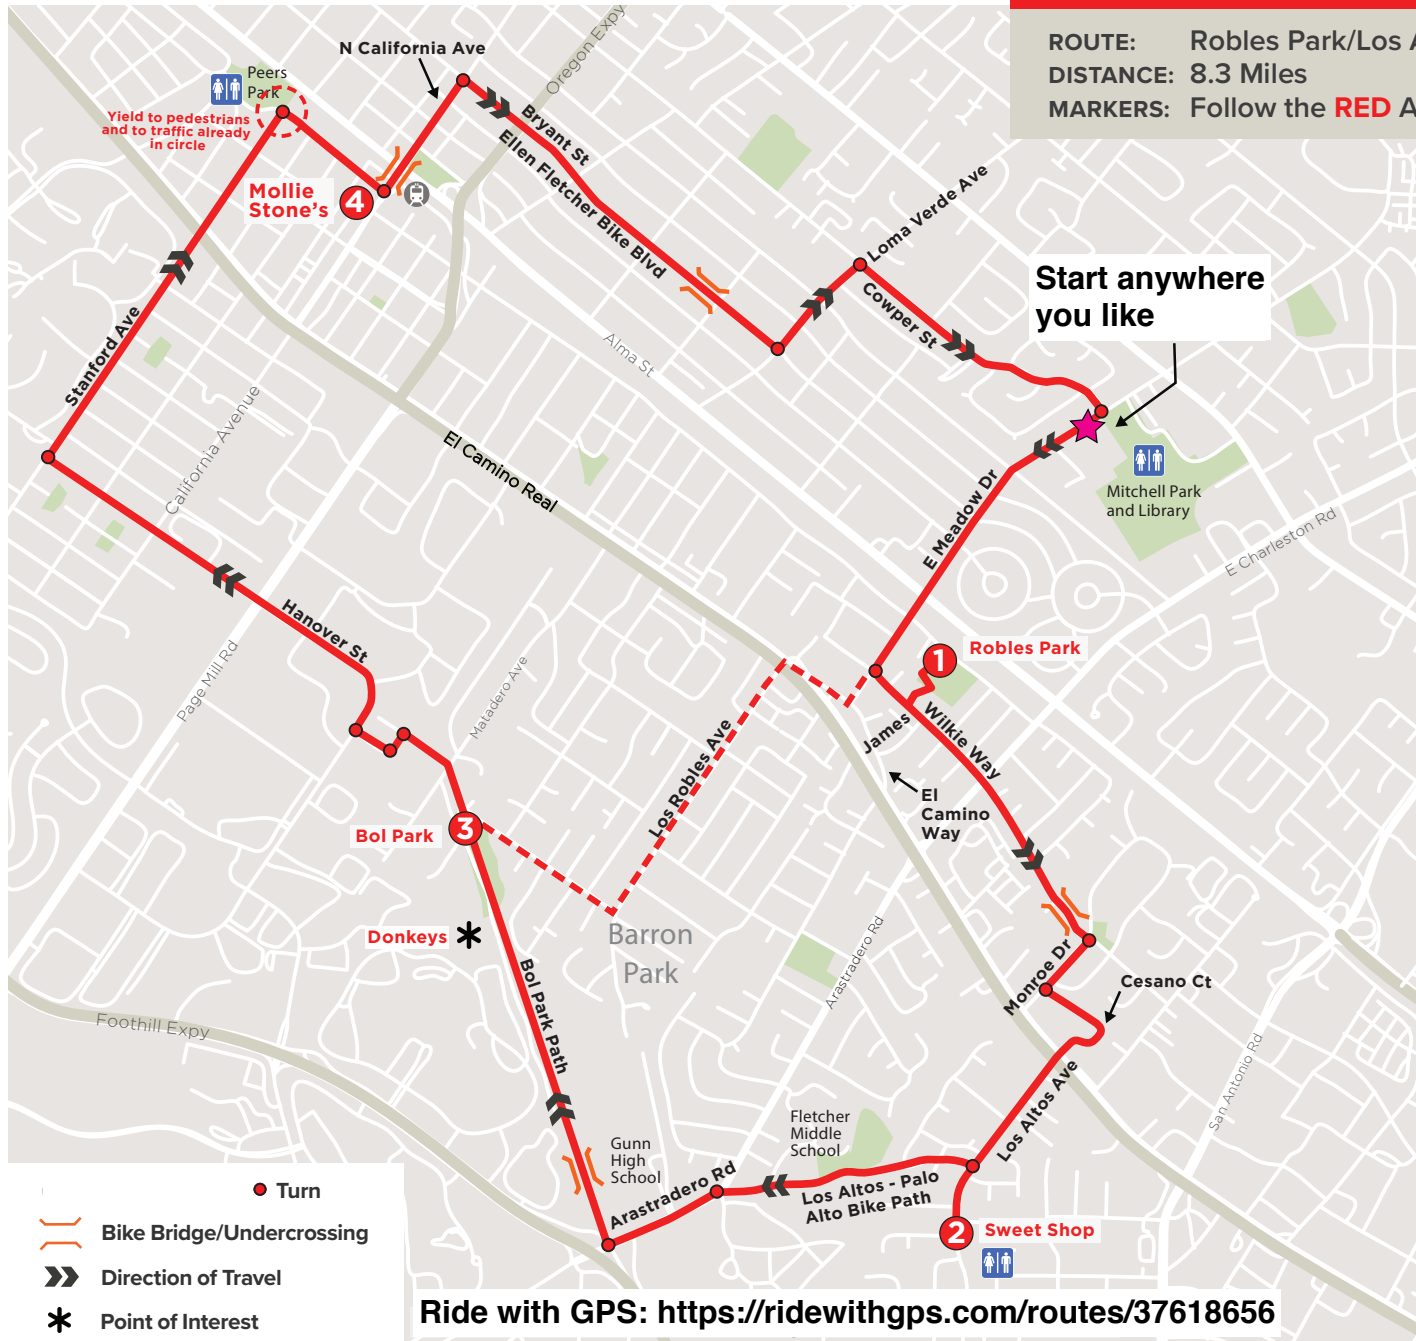 ROUTE: Robles Park/Los A
DISTANCE: 8.3 Miles
MARKERS: Follow the RED A
N California Ave
Oregon Expy
Peers
Park
Yield to pedestrians
and to traffic already
in circle
Mollie
Stone's
4
Bryant St
Ellen Fletcher Bike Blvd
Loma Verde Ave
Cowper St
Start anywhere
you like
Stanford Ave
Alma St
California Avenue
El Camino Real
Mitchell Park
and Library
E Meadow Dr
E Charleston Rd
Hanover St
Page Mill Rd
Matadero Ave
1
Robles Park
James
Wilkie Way
Los Robles Ave
El
Camino
Way
Bol Park
3
Donkeys
Barron
Park
Arastradero Rd
Monroe Dr
Cesano Ct
Bol Park Path
Foothill Expy
San Antonio Rd
Los Altos Ave
Fletcher
Middle
School
Gunn
High
School
Arastradero Rd
Los Altos - Palo
Alto Bike Path
2
Sweet Shop
Turn
Bike Bridge/Undercrossing
Direction of Travel
Point of Interest
Ride with GPS: https://ridewithgps.com/routes/37618656